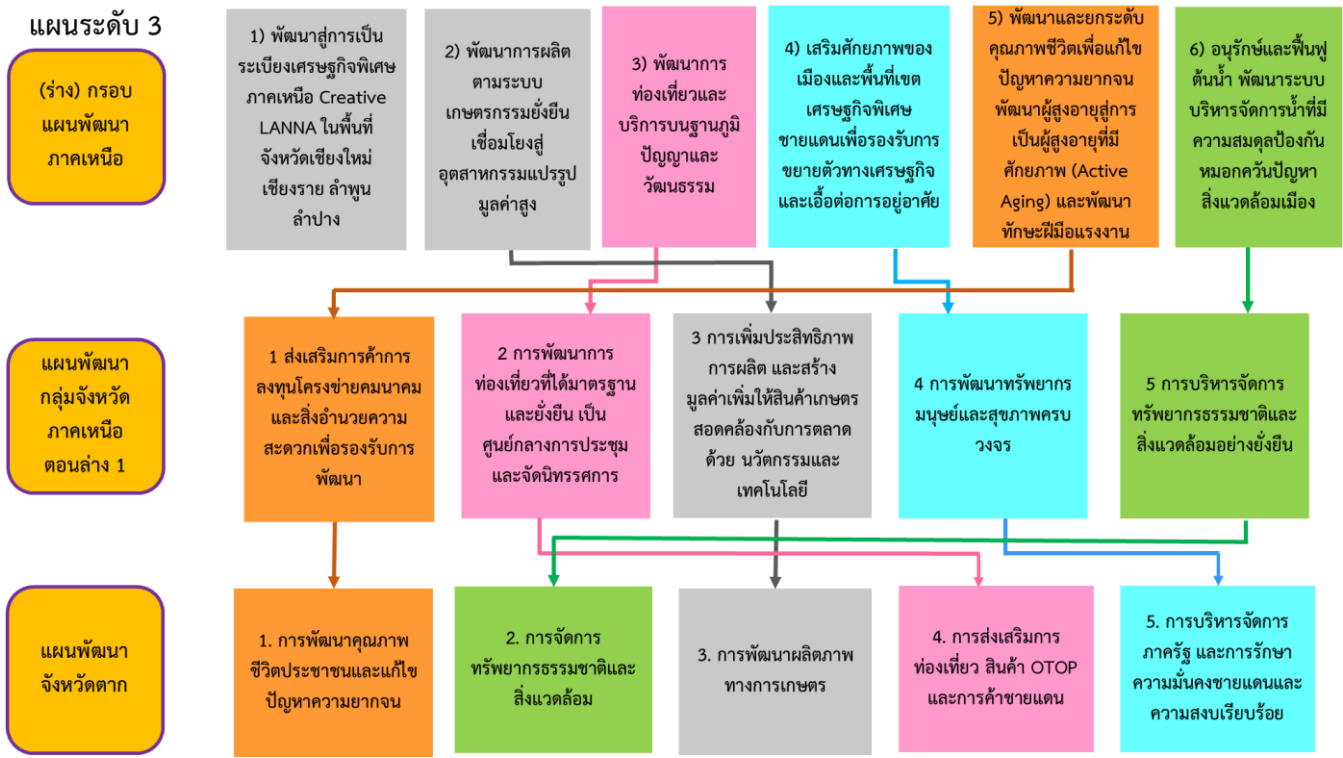 แผนระดับ 3
(ร่าง) กรอบ
แผนพัฒนา
ภาคเหนือ
1) พัฒนาสู่การเป็น
ระเบียงเศรษฐกิจพิเศษ
ภาคเหนือ Creative
LANNA ในพื้นที่
จังหวัดเชียงใหม่
เชียงราย ลำพูน
ลำปาง
2) พัฒนาการผลิต
ตามระบบ
เกษตรกรรมยั่งยืน
เชื่อมโยงสู่
อุตสาหกรรมแปรรูป
มูลค่าสูง
3) พัฒนาการ
ท่องเที่ยวและ
บริการบนฐานภูมิ
ปัญญาและ
วัฒนธรรม
4) เสริมศักยภาพของ
เมืองและพื้นที่เขต
เศรษฐกิจพิเศษ
ชายแดนเพื่อรองรับการ
ขยายตัวทางเศรษฐกิจ
และเอื้อต่อการอยู่อาศัย
5) พัฒนาและยกระดับ
คุณภาพชีวิตเพื่อแก้ไข
ปัญหาความยากจน
พัฒนาผู้สูงอายุสู่การ
เป็นผู้สูงอายุที่มี
ศักยภาพ (Active
Aging) และพัฒนา
ทักษะฝีมือแรงงาน
6) อนุรักษ์และฟื้นฟู
ต้นน้ำ พัฒนาระบบ
บริหารจัดการน้ำที่มี
ความสมดุลป้องกัน
หมอกควันปัญหา
สิ่งแวดล้อมเมือง
แผนพัฒนา
กลุ่มจังหวัด
ภาคเหนือ
ตอนล่าง 1
1 ส่งเสริมการค้าการ
ลงทุนโครงข่ายคมนาคม
และสิ่งอำนวยความ
สะดวกเพื่อรองรับการ
พัฒนา
2 การพัฒนาการ
ท่องเที่ยวที่ได้มาตรฐาน
และยั่งยืน เป็น
ศูนย์กลางการประชุม
และจัดนิทรรศการ
3 การเพิ่มประสิทธิภาพ
การผลิต และสร้าง
มูลค่าเพิ่มให้สินค้าเกษตร
สอดคล้องกับการตลาด
ด้วย นวัตกรรมและ
เทคโนโลยี
4 การพัฒนาทรัพยากร
มนุษย์และสุขภาพครบ
วงจร
5 การบริหารจัดการ
ทรัพยากรธรรมชาติและ
สิ่งแวดล้อมอย่างยั่งยืน
แผนพัฒนา
จังหวัดตาก
1. การพัฒนาคุณภาพ
ชีวิตประชาชนและแก้ไข
ปัญหาความยากจน
2. การจัดการ
ทรัพยากรธรรมชาติและ
สิ่งแวดล้อม
3. การพัฒนาผลิตภาพ
ทางการเกษตร
4. การส่งเสริมการ
ท่องเที่ยว สินค้า OTOP
และการค้าชายแดน
5. การบริหารจัดการ
ภาครัฐ และการรักษา
ความมั่นคงชายแดนและ
ความสงบเรียบร้อย